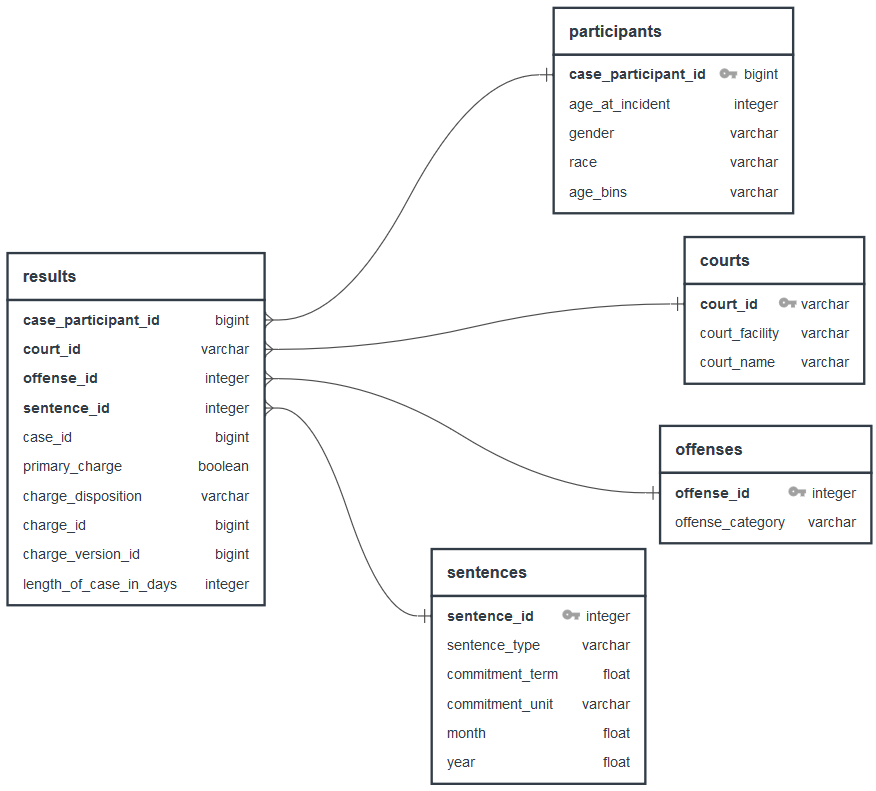 participants
case_participant_id bigint
age_at_incident integer
gender varchar
race varchar
age_bins varchar
courts
court_id varchar
court_facility varchar
court_name varchar
results
case_participant_id bigint
court_id varchar
offense_id integer
sentence_id integer
case_id bigint
primary_charge boolean
charge_disposition varchar
charge_id bigint
charge_version_id bigint
length_of_case_in_days integer
offenses
offense_id integer
offense_category varchar
sentences
sentence_id integer
sentence_type varchar
commitment_term float
commitment_unit varchar
month float
year float